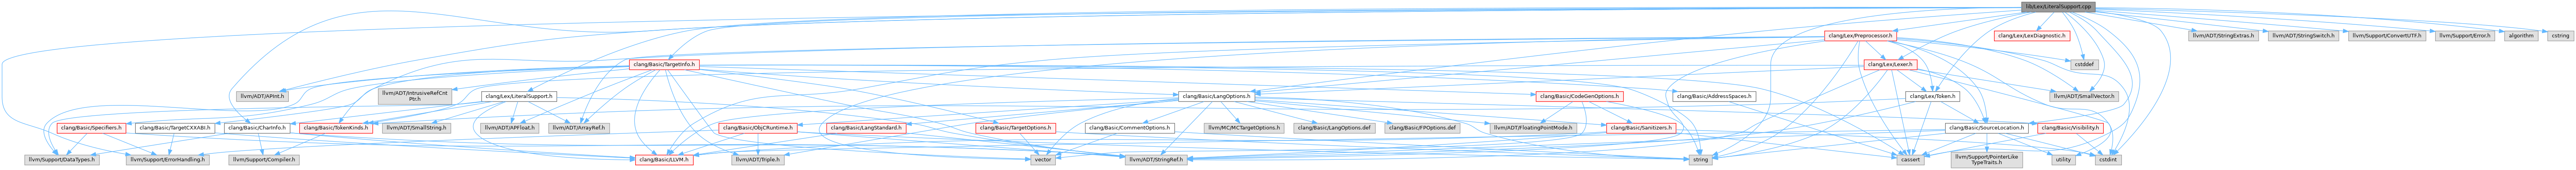 lib/Lex/LiteralSupport.cpp
clang/Lex/Preprocessor.h
clang/Lex/LexDiagnostic.h
llvm/ADT/StringExtras.h
llvm/ADT/StringSwitch.h
llvm/Support/ConvertUTF.h
llvm/Support/Error.h
algorithm
cstring
clang/Basic/TargetInfo.h
clang/Lex/Lexer.h
cstddef
llvm/ADT/APInt.h
llvm/ADT/IntrusiveRefCnt
Ptr.h
clang/Lex/LiteralSupport.h
clang/Basic/LangOptions.h
clang/Basic/CodeGenOptions.h
clang/Basic/AddressSpaces.h
clang/Lex/Token.h
llvm/ADT/SmallVector.h
clang/Basic/Specifiers.h
clang/Basic/TargetCXXABI.h
clang/Basic/CharInfo.h
clang/Basic/TokenKinds.h
llvm/ADT/SmallString.h
llvm/ADT/APFloat.h
llvm/ADT/ArrayRef.h
clang/Basic/ObjCRuntime.h
clang/Basic/LangStandard.h
clang/Basic/TargetOptions.h
clang/Basic/CommentOptions.h
llvm/MC/MCTargetOptions.h
clang/Basic/LangOptions.def
clang/Basic/FPOptions.def
llvm/ADT/FloatingPointMode.h
clang/Basic/Sanitizers.h
clang/Basic/SourceLocation.h
clang/Basic/Visibility.h
llvm/Support/DataTypes.h
llvm/Support/ErrorHandling.h
llvm/Support/Compiler.h
clang/Basic/LLVM.h
llvm/ADT/Triple.h
vector
llvm/ADT/StringRef.h
string
cassert
llvm/Support/PointerLike
TypeTraits.h
utility
cstdint